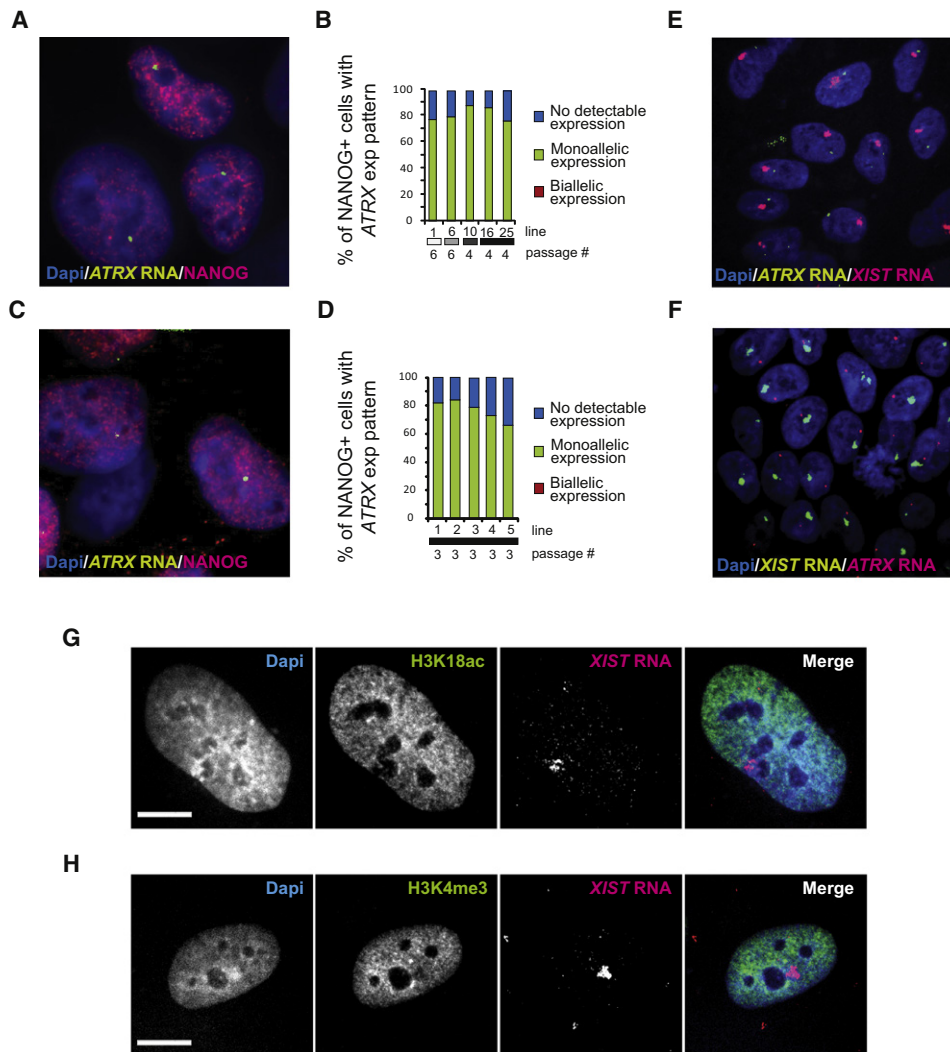 A
Dapi/ATRX RNA/NANOG
B
% of NANOG+ cells with
ATRX exp pattern
100
80
60
40
20
0
1 6 10 16 25 line
6 6 4 4 4 passage #
No detectable
expression
Monoallelic
expression
Biallelic
expression
E
Dapi/ATRX RNA/XIST RNA
C
Dapi/ATRX RNA/NANOG
D
% of NANOG+ cells with
ATRX exp pattern
100
80
60
40
20
0
1 2 3 4 5 line
3 3 3 3 3 passage #
No detectable
expression
Monoallelic
expression
Biallelic
expression
F
Dapi/XIST RNA/ATRX RNA
G
Dapi
H3K18ac
XIST RNA
Merge
H
Dapi
H3K4me3
XIST RNA
Merge